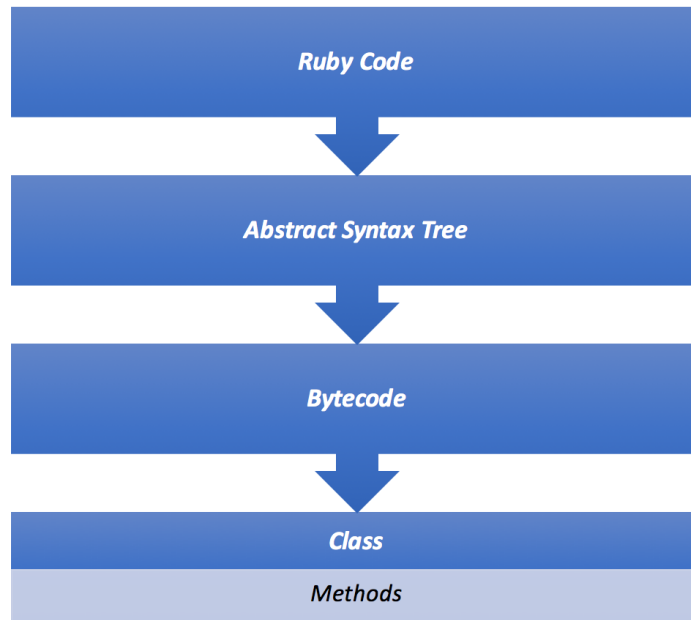 Ruby Code
Abstract Syntax Tree
Bytecode
Class
Methods